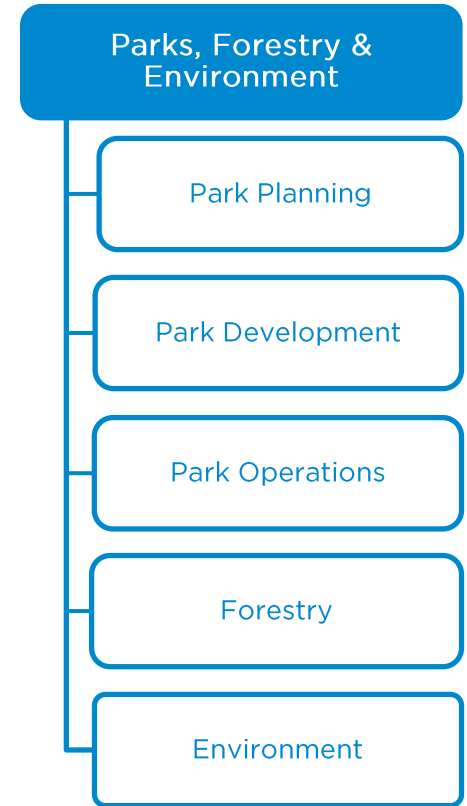 Parks, Forestry &
Environment
Park Planning
Park Development
Park Operations
Forestry
Environment